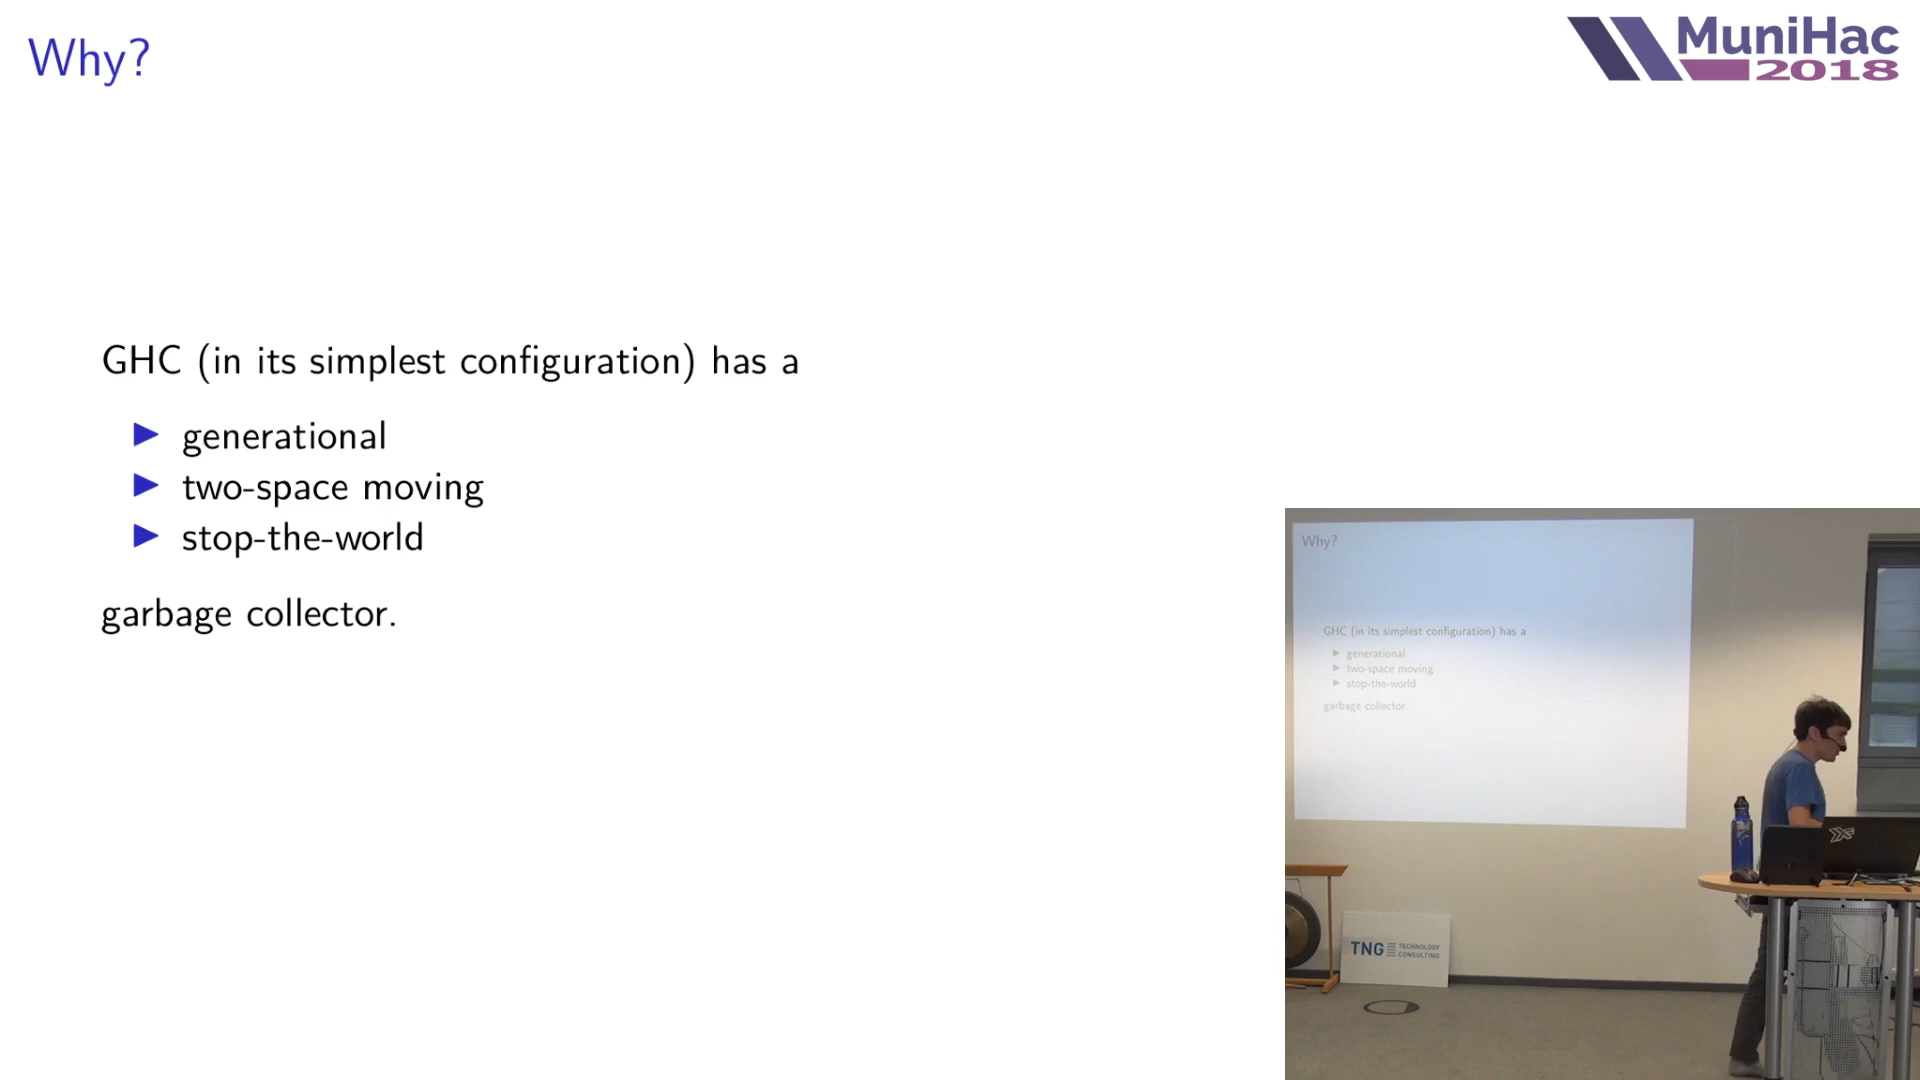 Why?
MuniHac
2018
GHC (in its simplest configuration) has a
generational
two-space moving
stop-the-world
garbage collector.
Why?
GHC (in its simplest configuration) has a
generational
two-space moving
stop-the-world
garbage collector.
TNG TECHNOLOGY
CONSULTING